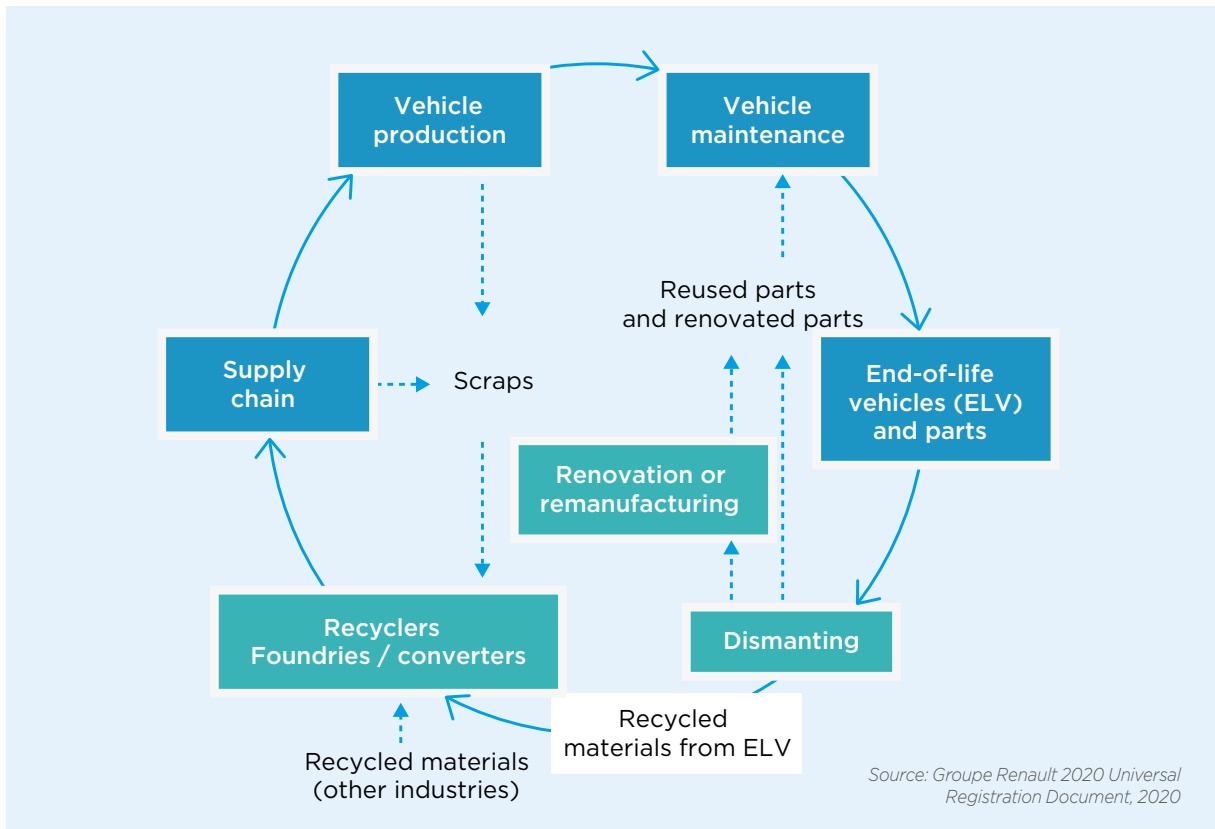 Vehicle
production
Vehicle
maintenance
Reused parts
and renovated parts
Supply
chain
Scraps
End-of-life
vehicles (ELV)
and parts
Renovation or
remanufacturing
Recyclers
Foundries / converters
Dismanting
Recycled
materials from ELV
Recycled materials
(other industries)
Source: Groupe Renault 2020 Universal
Registration Document, 2020